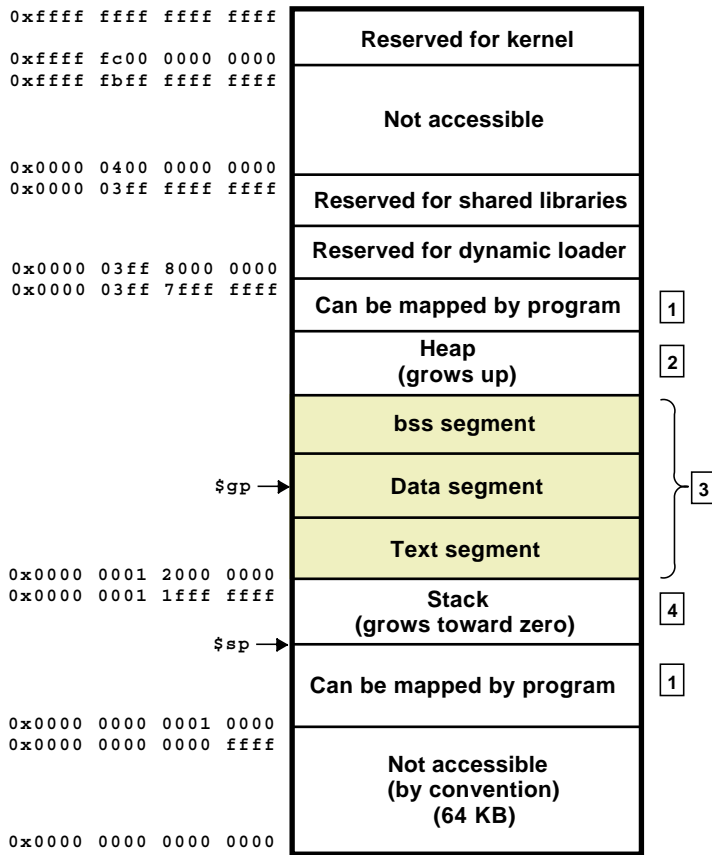 0xffff ffff ffff ffff
Reserved for kernel
0xffff fc00 0000 0000
0xffff fbff ffff ffff
Not accessible
0x0000 0400 0000 0000
0x0000 03ff ffff ffff
Reserved for shared libraries
Reserved for dynamic loader
0x0000 03ff 8000 0000
0x0000 03ff 7fff ffff
Can be mapped by program
1
Heap
(grows up)
2
bss segment
$gp
Data segment
3
Text segment
0x0000 0001 2000 0000
0x0000 0001 1fff ffff
Stack
(grows toward zero)
4
$sp
Can be mapped by program
1
0x0000 0000 0001 0000
0x0000 0000 0000 ffff
Not accessible
(by convention)
(64 KB)
0x0000 0000 0000 0000